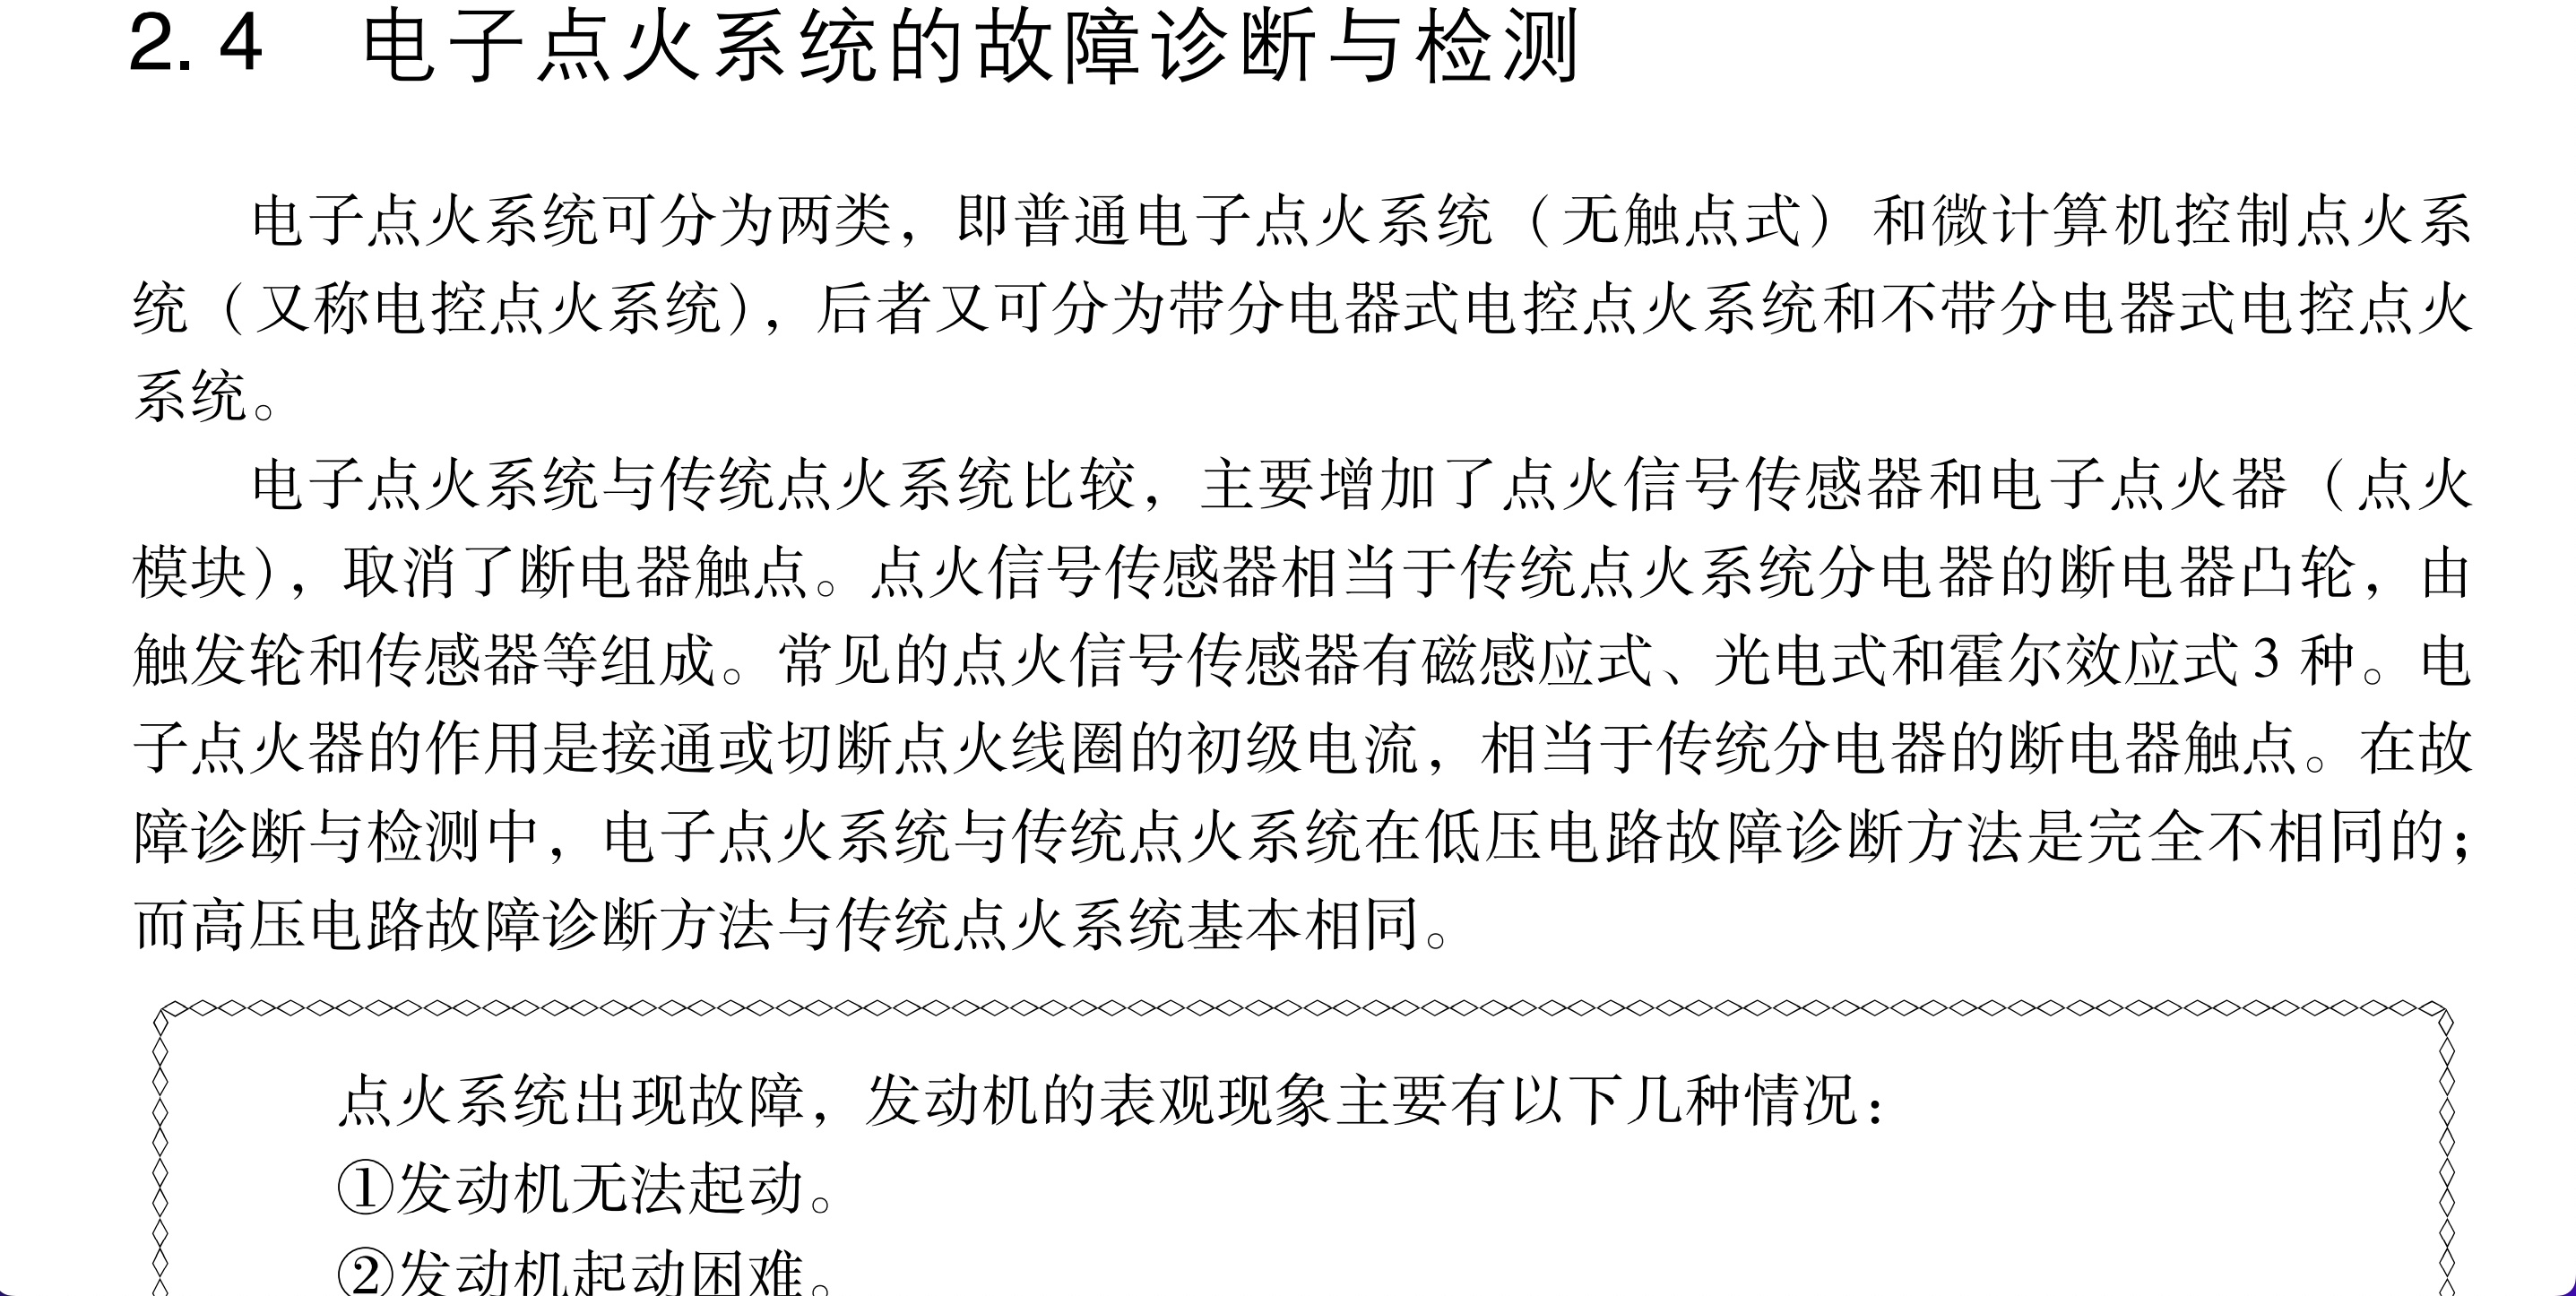 2.4 电子点火系统的故障诊断与检测
电子点火系统可分为两类，即普通电子点火系统（无触点式）和微计算机控制点火系
统（又称电控点火系统），后者又可分为带分电器式电控点火系统和不带分电器式电控点火
系统。
电子点火系统与传统点火系统比较，主要增加了点火信号传感器和电子点火器（点火
模块），取消了断电器触点。点火信号传感器相当于传统点火系统分电器的断电器凸轮，由
触发轮和传感器等组成。常见的点火信号传感器有磁感应式、光电式和霍尔效应式3 种。电
子点火器的作用是接通或切断点火线圈的初级电流，相当于传统分电器的断电器触点。在故
障诊断与检测中，电子点火系统与传统点火系统在低压电路故障诊断方法是完全不相同的；
而高压电路故障诊断方法与传统点火系统基本相同。
点火系统出现故障，发动机的表观现象主要有以下几种情况：
①发动机无法起动。
②发动机起动困难。